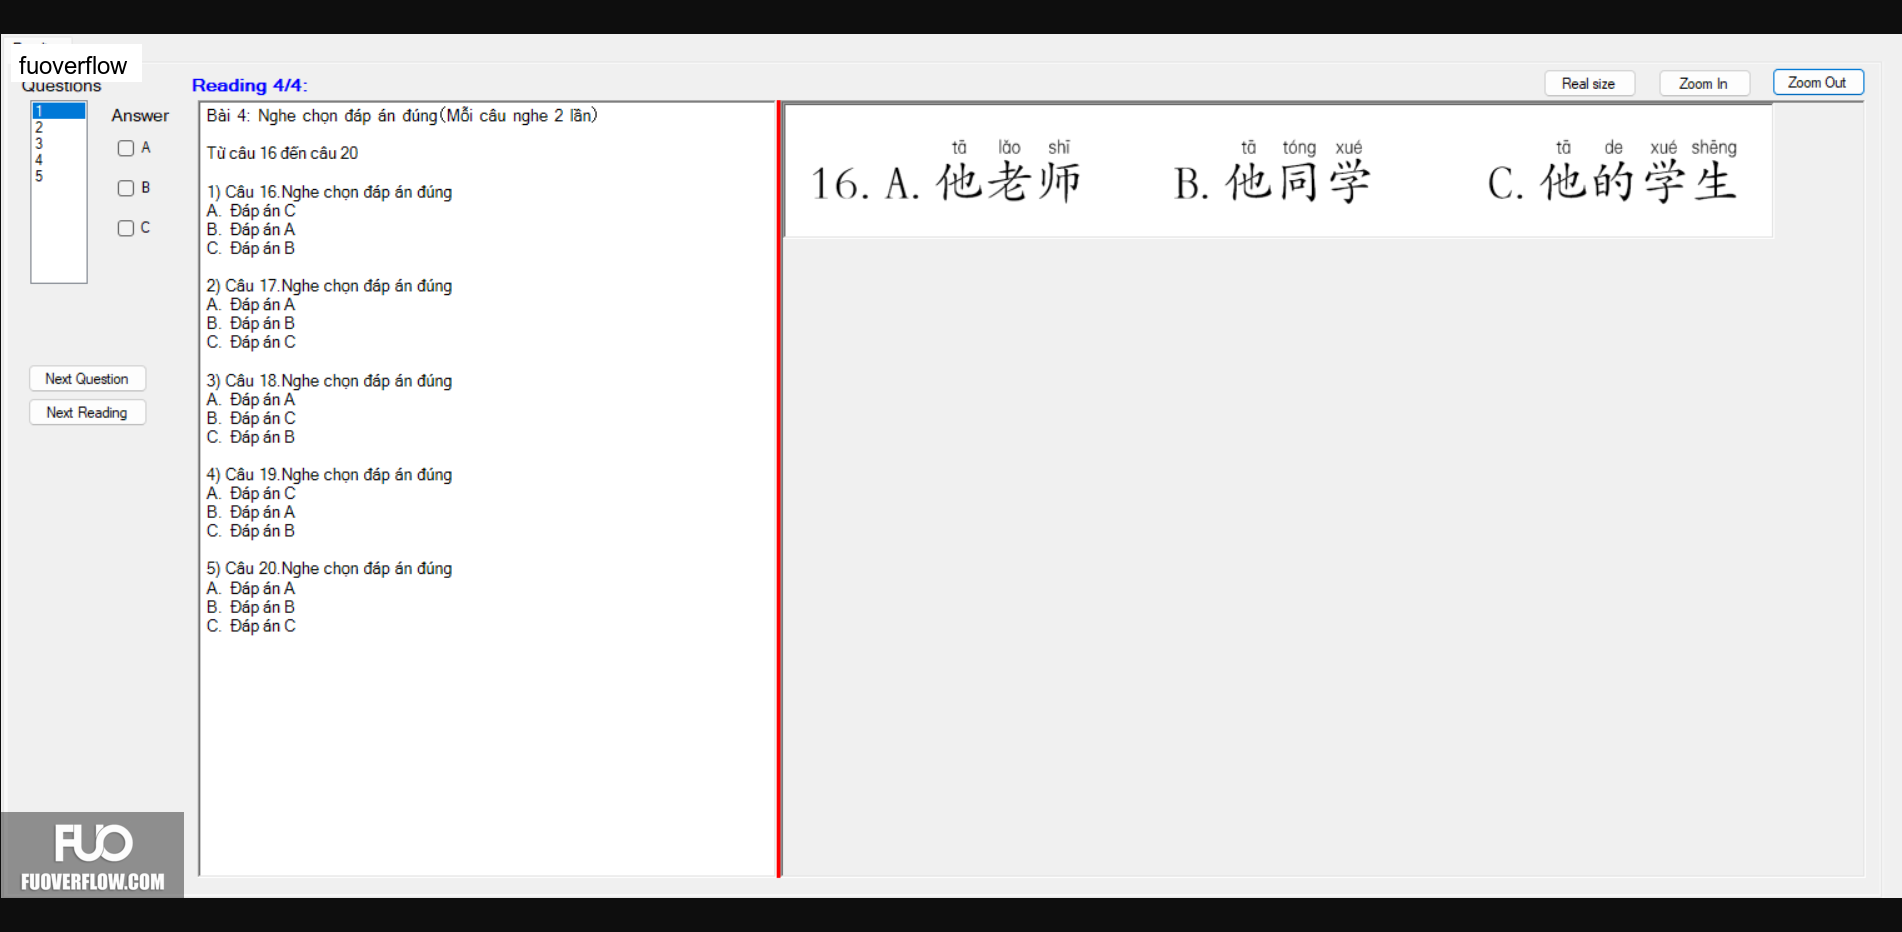 fuoverflow
Questions
Reading 4/4:
Real size
Zoom In
Zoom Out
1
2
3
4
5
Answer
A
B
C
Next Question
Next Reading
Bài 4: Nghe chọn đáp án đúng(Mỗi câu nghe 2 lần)
Từ câu 16 đến câu 20
1) Câu 16.Nghe chọn đáp án đúng
A. Đáp án C
B. Đáp án A
C. Đáp án B
2) Câu 17.Nghe chọn đáp án đúng
A. Đáp án A
B. Đáp án B
C. Đáp án C
3) Câu 18.Nghe chọn đáp án đúng
A. Đáp án A
B. Đáp án C
C. Đáp án B
4) Câu 19.Nghe chọn đáp án đúng
A. Đáp án C
B. Đáp án A
C. Đáp án B
5) Câu 20.Nghe chọn đáp án đúng
A. Đáp án A
B. Đáp án B
C. Đáp án C
tā lǎo shī tā tóng xué tā de xué shēng
16. A. 他老师 B. 他同学 C. 他的学生
FUO
FUOVERFLOW.COM